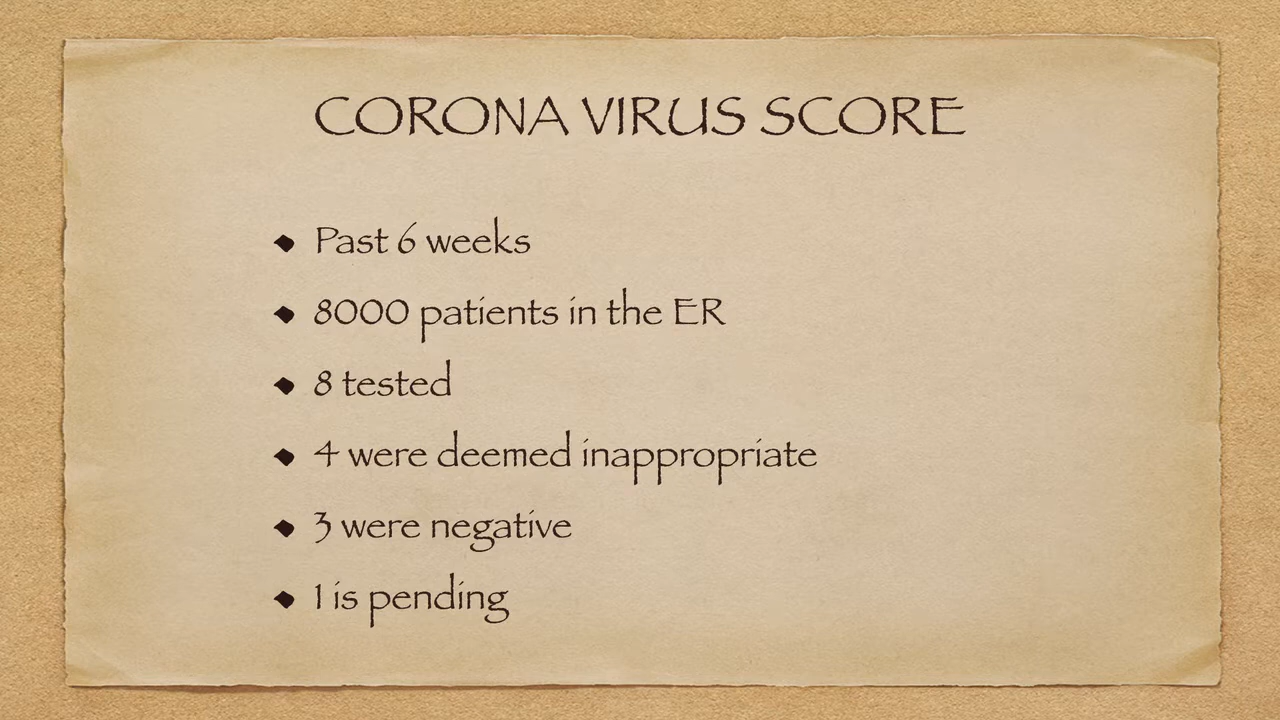 CORONA VIRUS SCORE
Past 6 weeks
8000 patients in the ER
8 tested
4 were deemed inappropriate
3 were negative
1 is pending